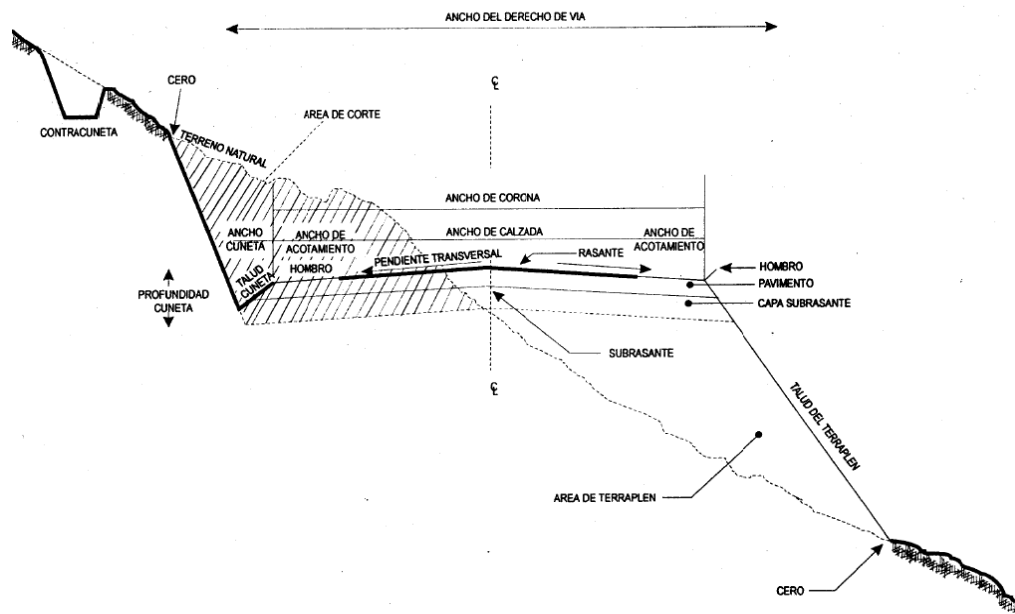 ANCHO DEL DERECHO DE VIA
CERO
℄
CONTRACUNETA
AREA DE CORTE
TERRENO NATURAL
ANCHO DE CORONA
ANCHO
CUNETA
ANCHO DE
ACOTAMIENTO
ANCHO DE CALZADA
ANCHO DE
ACOTAMIENTO
PENDIENTE TRANSVERSAL
RASANTE
HOMBRO
HOMBRO
TALUD
CUNETA
PAVIMENTO
PROFUNDIDAD
CUNETA
CAPA SUBRASANTE
SUBRASANTE
℄
TALUD DEL TERRAPLEN
AREA DE TERRAPLEN
CERO